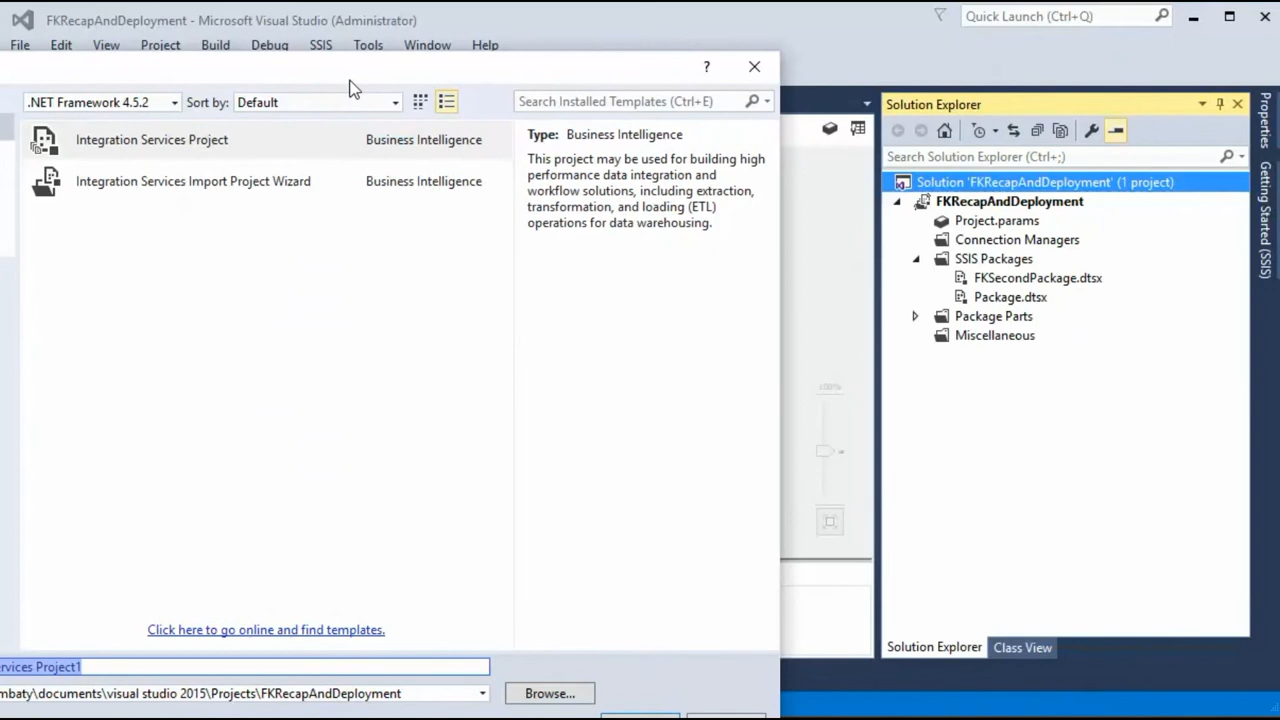 FKRecapAndDeployment - Microsoft Visual Studio (Administrator)
Quick Launch (Ctrl+Q)
File Edit View Project Build Debug SSIS Tools Window Help
.NET Framework 4.5.2 Sort by: Default
Search Installed Templates (Ctrl+E)
Integration Services Project Business Intelligence
Integration Services Import Project Wizard Business Intelligence
Type: Business Intelligence
This project may be used for building high
performance data integration and
workflow solutions, including extraction,
transformation, and loading (ETL)
operations for data warehousing.
Click here to go online and find templates.
rvices Project1
mbaty\documents\visual studio 2015\Projects\FKRecapAndDeployment
Browse...
100%
Solution Explorer
Search Solution Explorer (Ctrl+;)
Solution 'FKRecapAndDeployment' (1 project)
FKRecapAndDeployment
Project.params
Connection Managers
SSIS Packages
FKSecondPackage.dtsx
Package.dtsx
Package Parts
Miscellaneous
Solution Explorer Class View
Properties
Getting Started (SSIS)